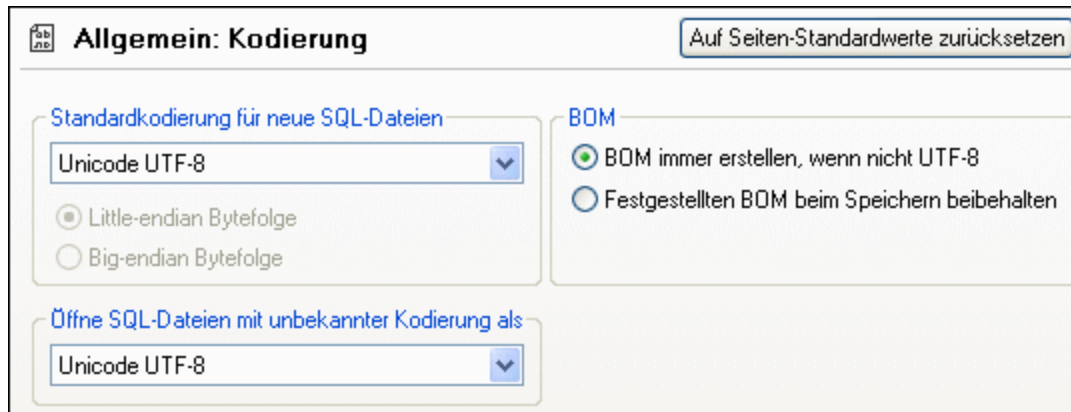 Allgemein: Kodierung
Auf Seiten-Standardwerte zurücksetzen
Standardkodierung für neue SQL-Dateien
Unicode UTF-8
Little-endian Bytefolge
Big-endian Bytefolge
BOM
BOM immer erstellen, wenn nicht UTF-8
Festgestellten BOM beim Speichern beibehalten
Öffne SQL-Dateien mit unbekannter Kodierung als
Unicode UTF-8